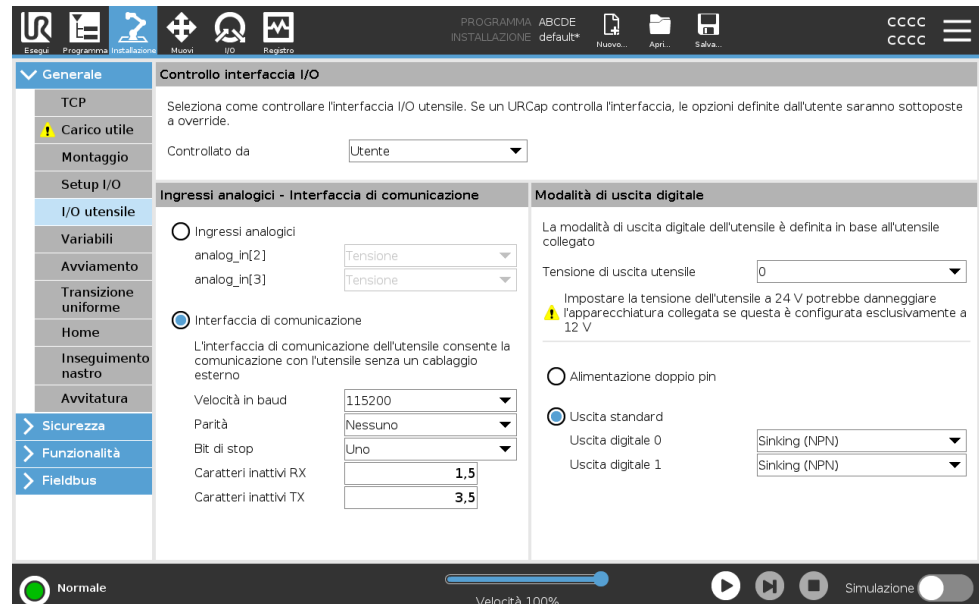 PROGRAMMA ABCDE
INSTALLAZIONE default*
CCCC
CCCC
Esegui Programma Installazione Muovi I/O Registro Nuovo... Apri... Salva...
Generale
TCP
Carico utile
Montaggio
Setup I/O
I/O utensile
Variabili
Avviamento
Transizione
uniforme
Home
Inseguimento
nastro
Avvitatura
Sicurezza
Funzionalità
Fieldbus
Controllo interfaccia I/O
Seleziona come controllare l'interfaccia I/O utensile. Se un URCap controlla l'interfaccia, le opzioni definite dall'utente saranno sottoposte
a override.
Controllato da Utente
Ingressi analogici - Interfaccia di comunicazione
Ingressi analogici
analog_in[2] Tensione
analog_in[3] Tensione
Interfaccia di comunicazione
L'interfaccia di comunicazione dell'utensile consente la
comunicazione con l'utensile senza un cablaggio
esterno
Velocità in baud 115200
Parità Nessuno
Bit di stop Uno
Caratteri inattivi RX 1,5
Caratteri inattivi TX 3,5
Modalità di uscita digitale
La modalità di uscita digitale dell'utensile è definita in base all'utensile
collegato
Tensione di uscita utensile 0
Impostare la tensione dell'utensile a 24 V potrebbe danneggiare
l'apparecchiatura collegata se questa è configurata esclusivamente a
12 V
Alimentazione doppio pin
Uscita standard
Uscita digitale 0 Sinking (NPN)
Uscita digitale 1 Sinking (NPN)
Normale
Velocità 100%
Simulazione